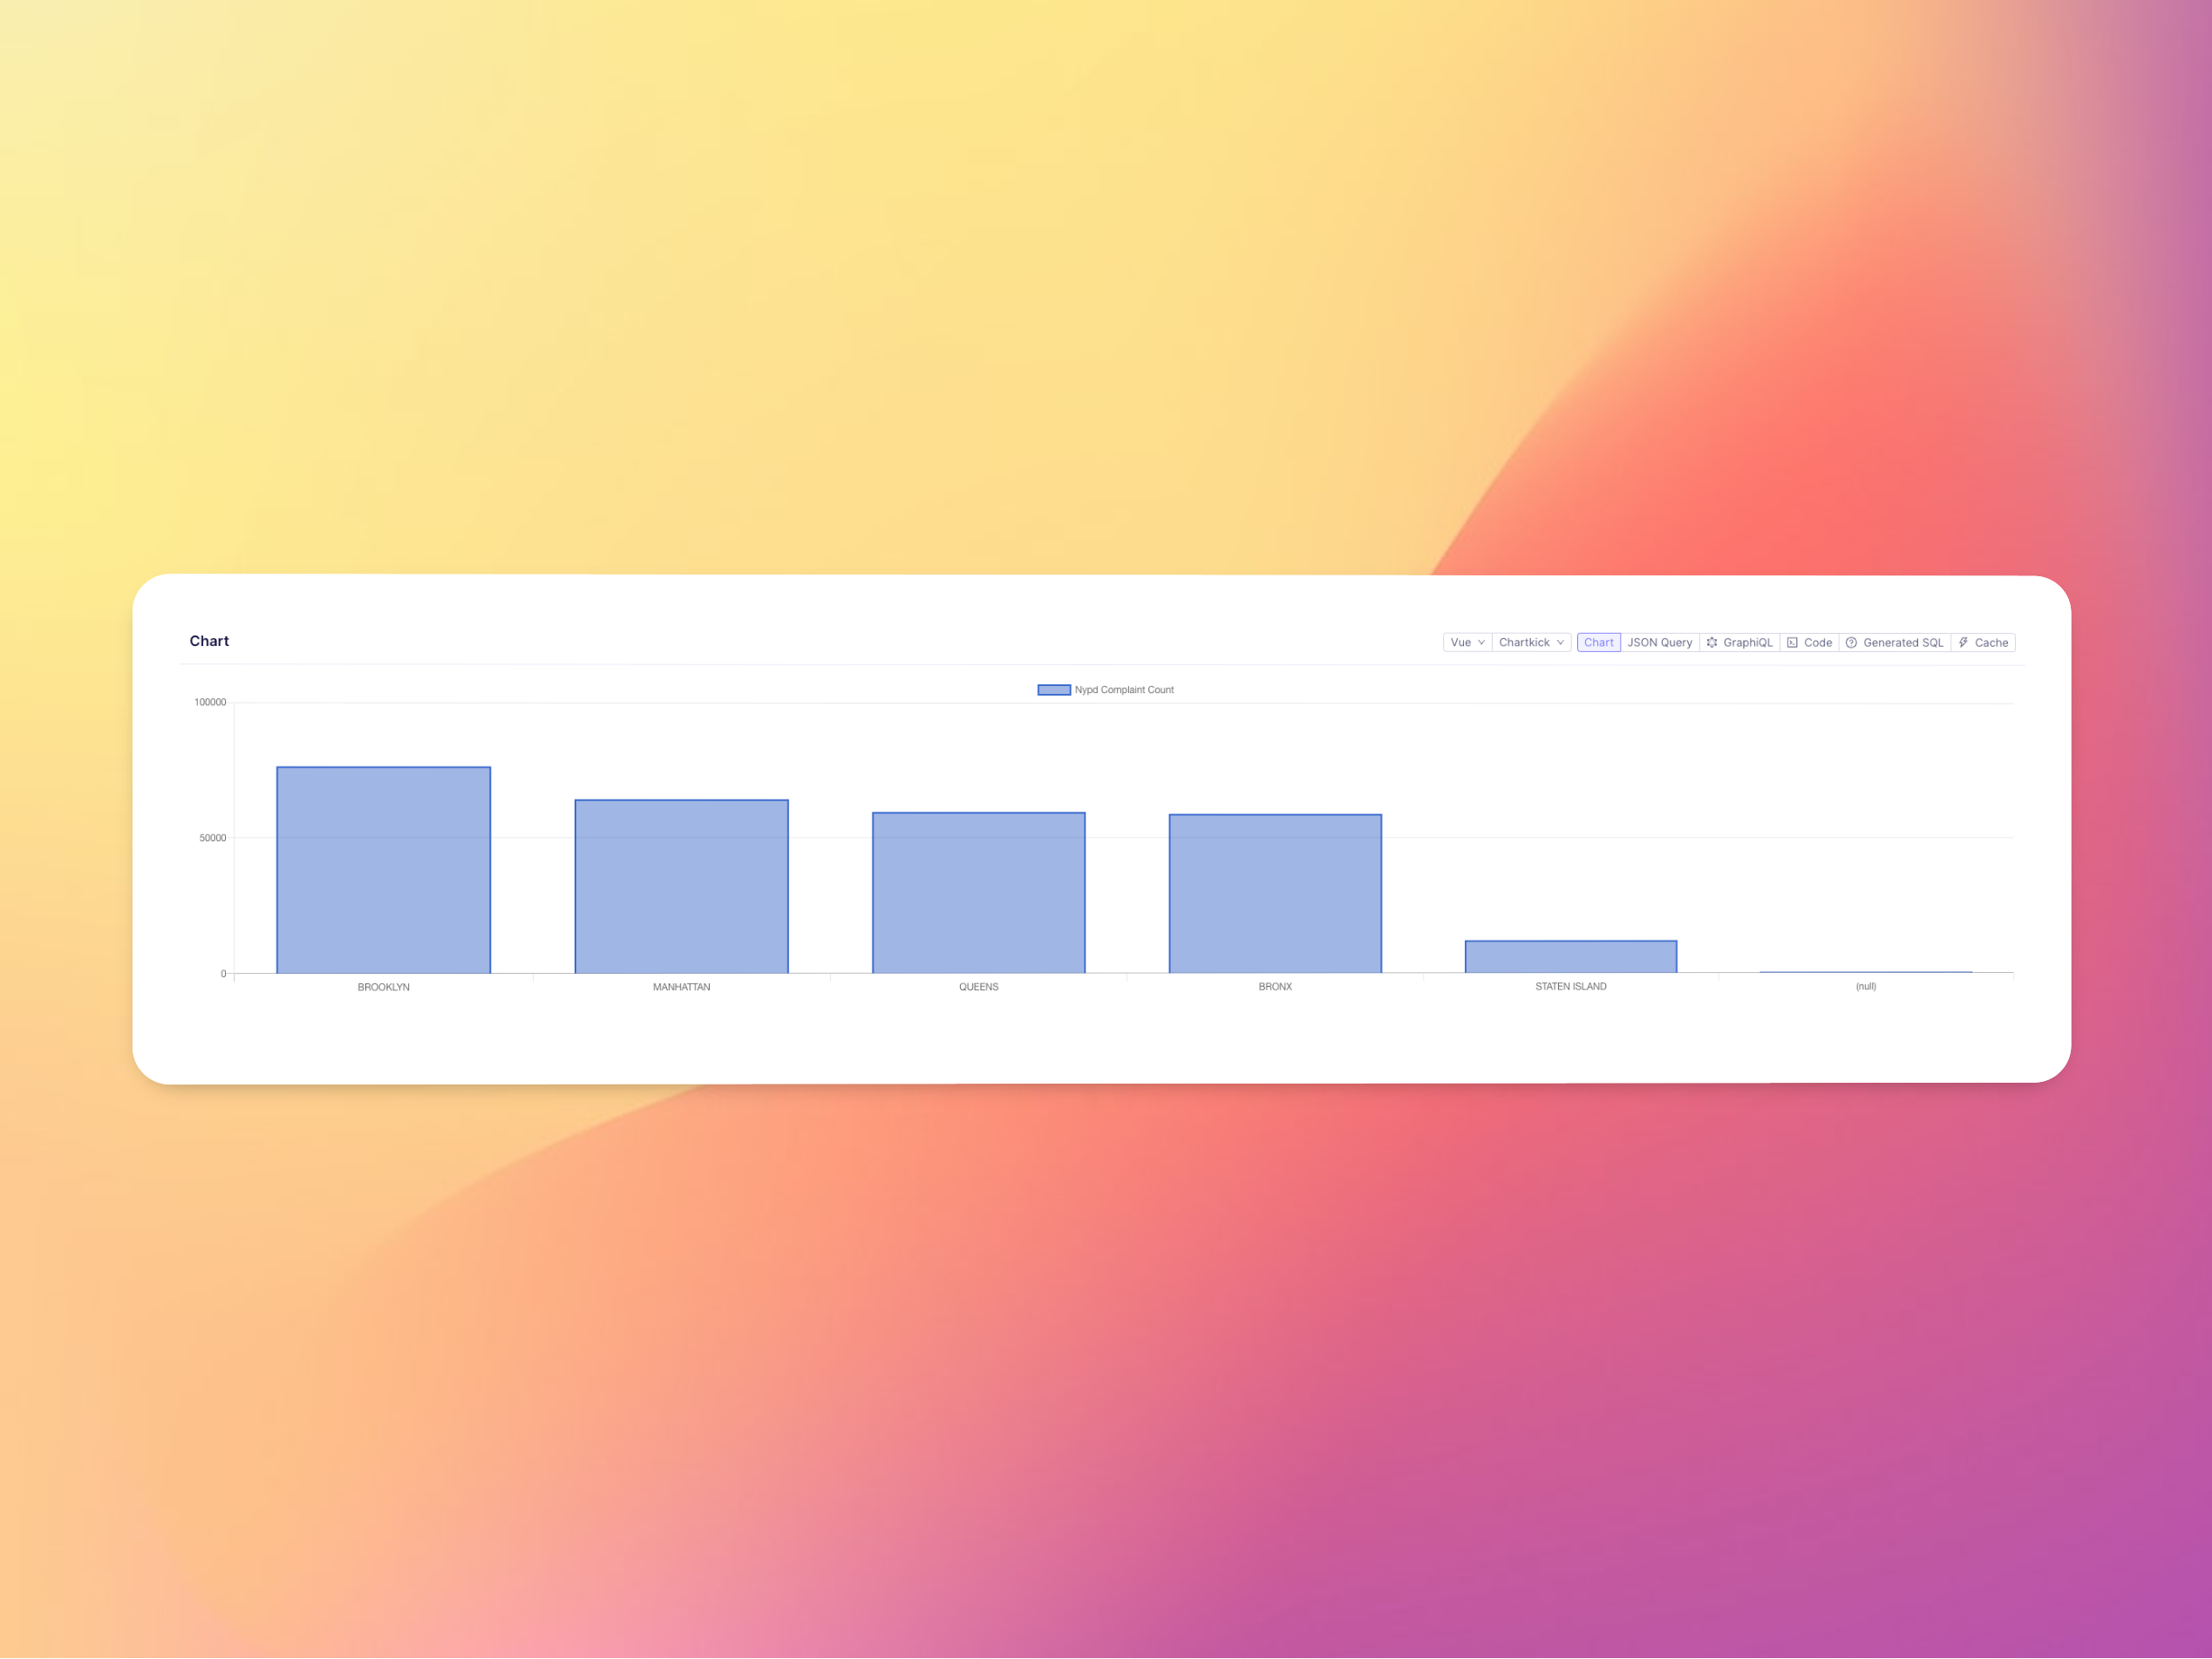 Chart
Vue Chartkick Chart JSON Query GraphiQL Code Generated SQL Cache
Nypd Complaint Count
100000
50000
0
BROOKLYN MANHATTAN QUEENS BRONX STATEN ISLAND (null)